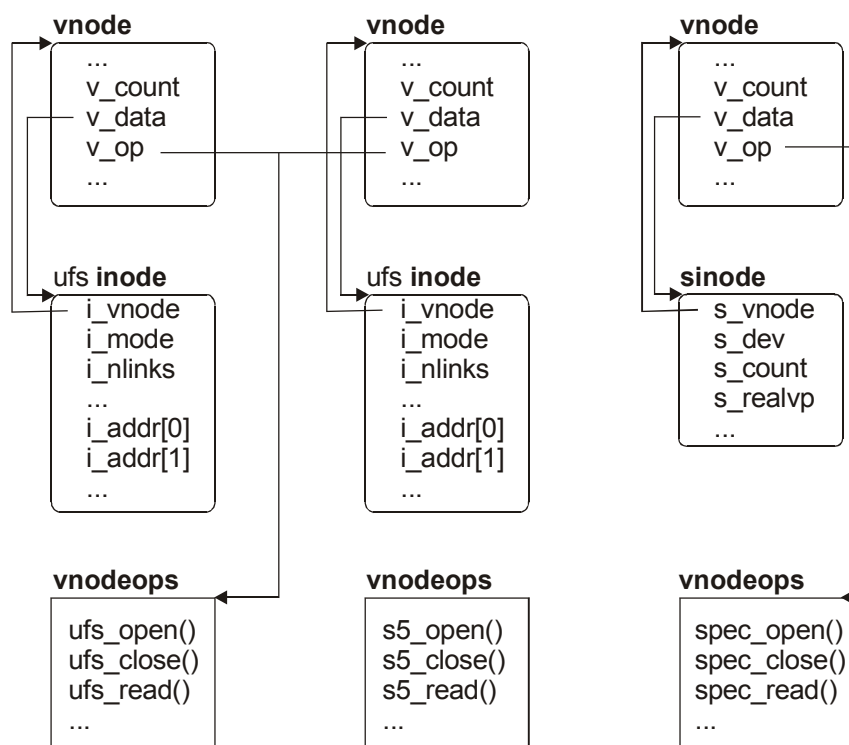 vnode
...
v_count
v_data
v_op
...
vnode
...
v_count
v_data
v_op
...
vnode
...
v_count
v_data
v_op
...
ufs inode
i_vnode
i_mode
i_nlinks
...
i_addr[0]
i_addr[1]
...
ufs inode
i_vnode
i_mode
i_nlinks
...
i_addr[0]
i_addr[1]
...
sinode
s_vnode
s_dev
s_count
s_realvp
...
vnodeops
ufs_open()
ufs_close()
ufs_read()
...
vnodeops
s5_open()
s5_close()
s5_read()
...
vnodeops
spec_open()
spec_close()
spec_read()
...